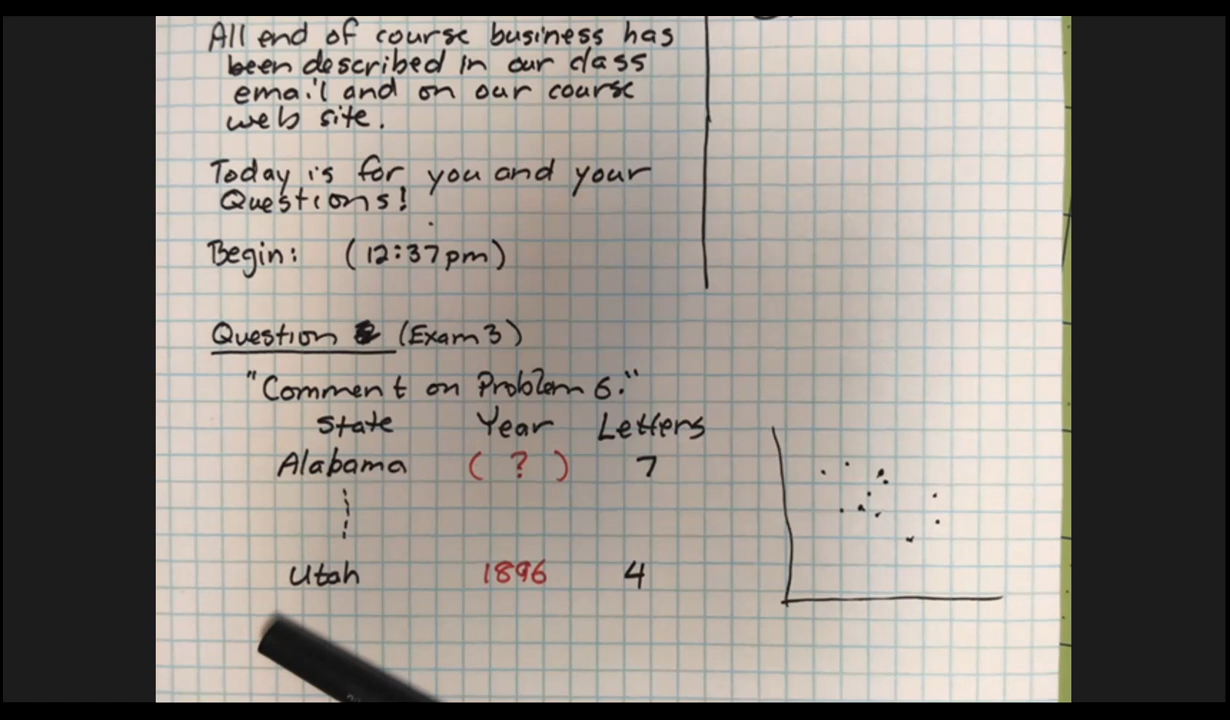 All end of course business has
been described in our class
email and on our course
web site.
Today is for you and your
Questions!
Begin: (12:37pm)
Question (Exam 3)
"Comment on Problem 6."
State Year Letters
Alabama ( ? ) 7
Utah 1896 4